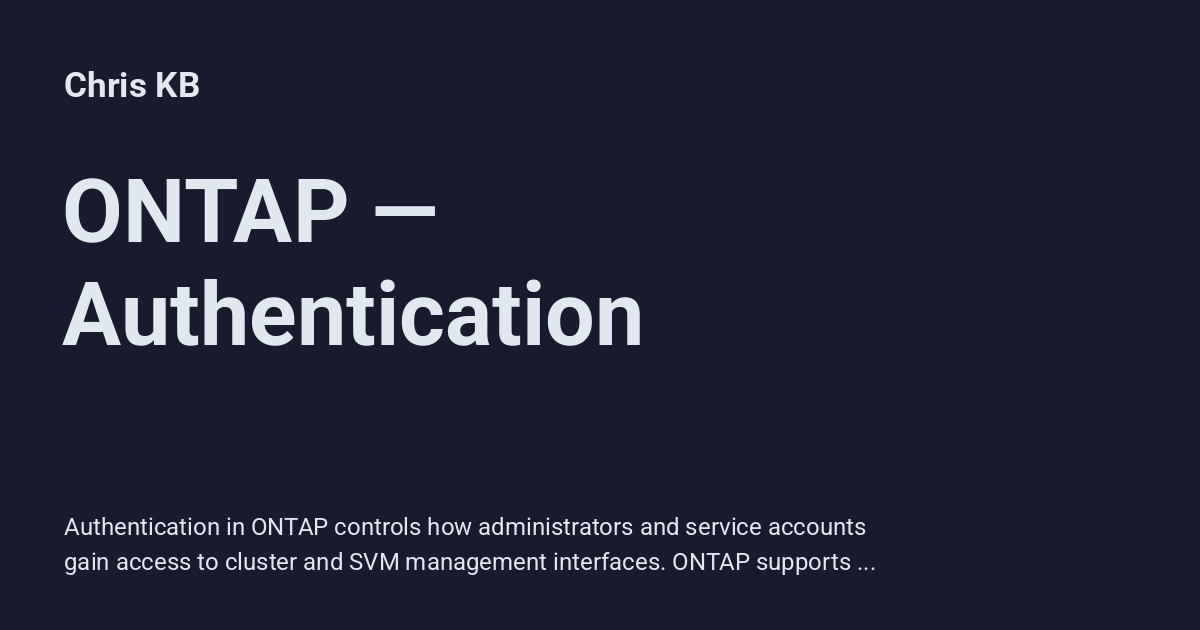 Chris KB
ONTAP —
Authentication
Authentication in ONTAP controls how administrators and service accounts
gain access to cluster and SVM management interfaces. ONTAP supports ...